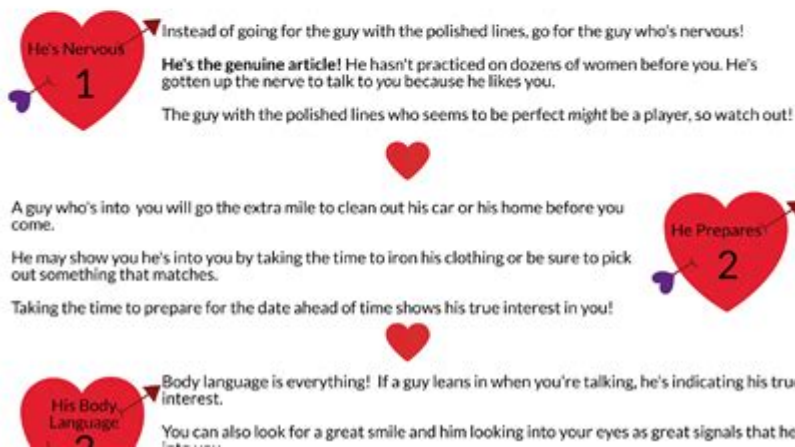 He's Nervous
1
Instead of going for the guy with the polished lines, go for the guy who's nervous!
He's the genuine article! He hasn't practiced on dozens of women before you. He's
gotten up the nerve to talk to you because he likes you.
The guy with the polished lines who seems to be perfect might be a player, so watch out!
A guy who's into you will go the extra mile to clean out his car or his home before you
come.
He may show you he's into you by taking the time to iron his clothing or be sure to pick
out something that matches.
Taking the time to prepare for the date ahead of time shows his true interest in you!
He Prepares
2
His Body
Language
Body language is everything! If a guy leans in when you're talking, he's indicating his
interest.
You can also look for a great smile and him looking into your eyes as great signals that